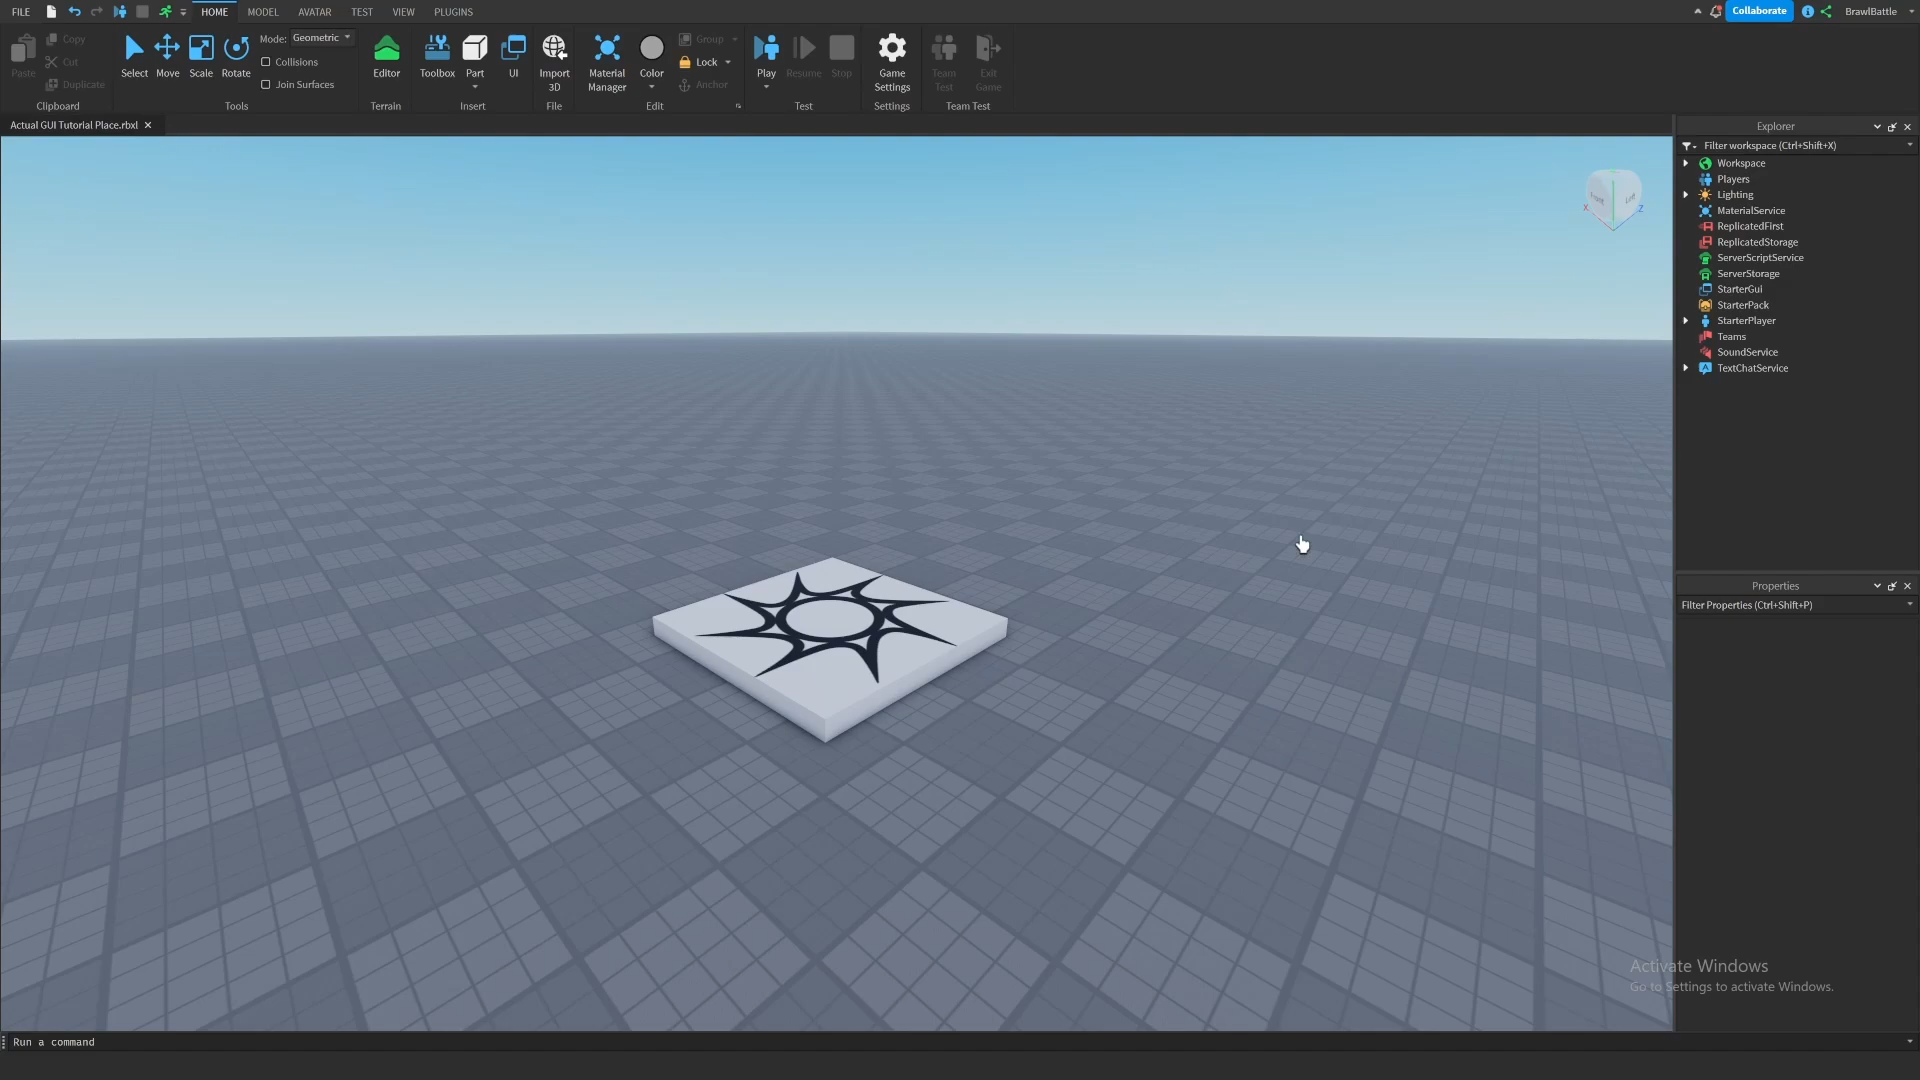 FILE HOME MODEL AVATAR TEST VIEW PLUGINS Collaborate BrawlBattle
Paste Copy Cut Duplicate Clipboard
Select Move Scale Rotate Mode: Geometric
Collisions
Join Surfaces
Tools
Editor
Terrain
Toolbox Part UI
Insert
Import
3D
File
Material
Manager
Color
Group
Lock
Anchor
Edit
Play Resume Stop
Test
Game
Settings
Settings
Team
Test
Exit
Game
Team Test
Actual GUI Tutorial Place.rbxl
Front
Left
X
Z
Explorer
Filter workspace (Ctrl+Shift+X)
Workspace
Players
Lighting
MaterialService
ReplicatedFirst
ReplicatedStorage
ServerScriptService
ServerStorage
StarterGui
StarterPack
StarterPlayer
Teams
SoundService
TextChatService
Properties
Filter Properties (Ctrl+Shift+P)
Activate Windows
Go to Settings to activate Windows.
Run a command